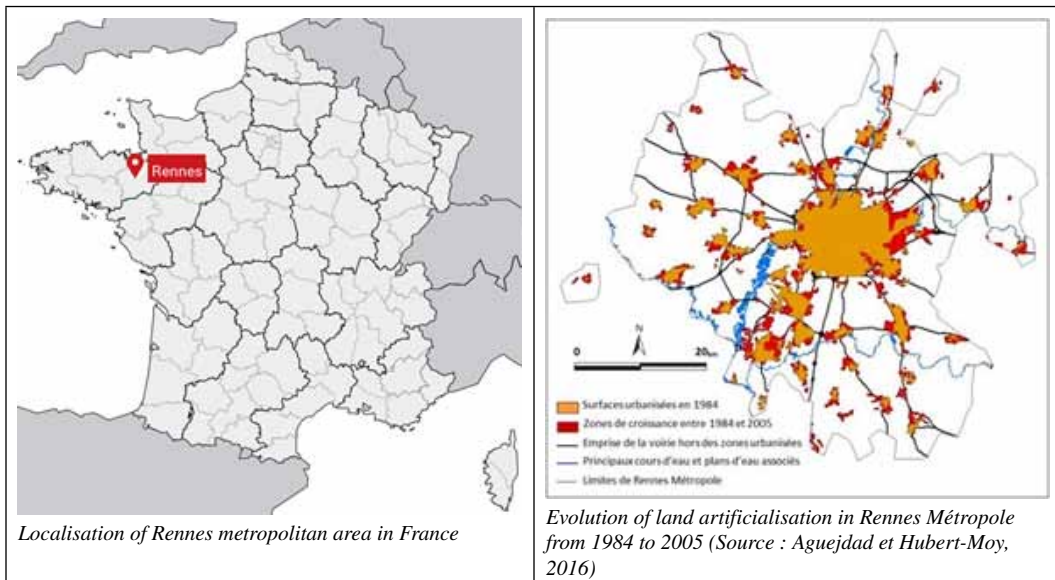 Rennes
Localisation of Rennes metropolitan area in France
N
0
20km
Surfaces urbanisées en 1984
Zones de croissance entre 1984 et 2005
Emprise de la voirie hors des zones urbanisées
Principaux cours d'eau et plans d'eau associés
Limites de Rennes Métropole
Evolution of land artificialisation in Rennes Métropole
from 1984 to 2005 (Source : Aguejdad et Hubert-Moy,
2016)